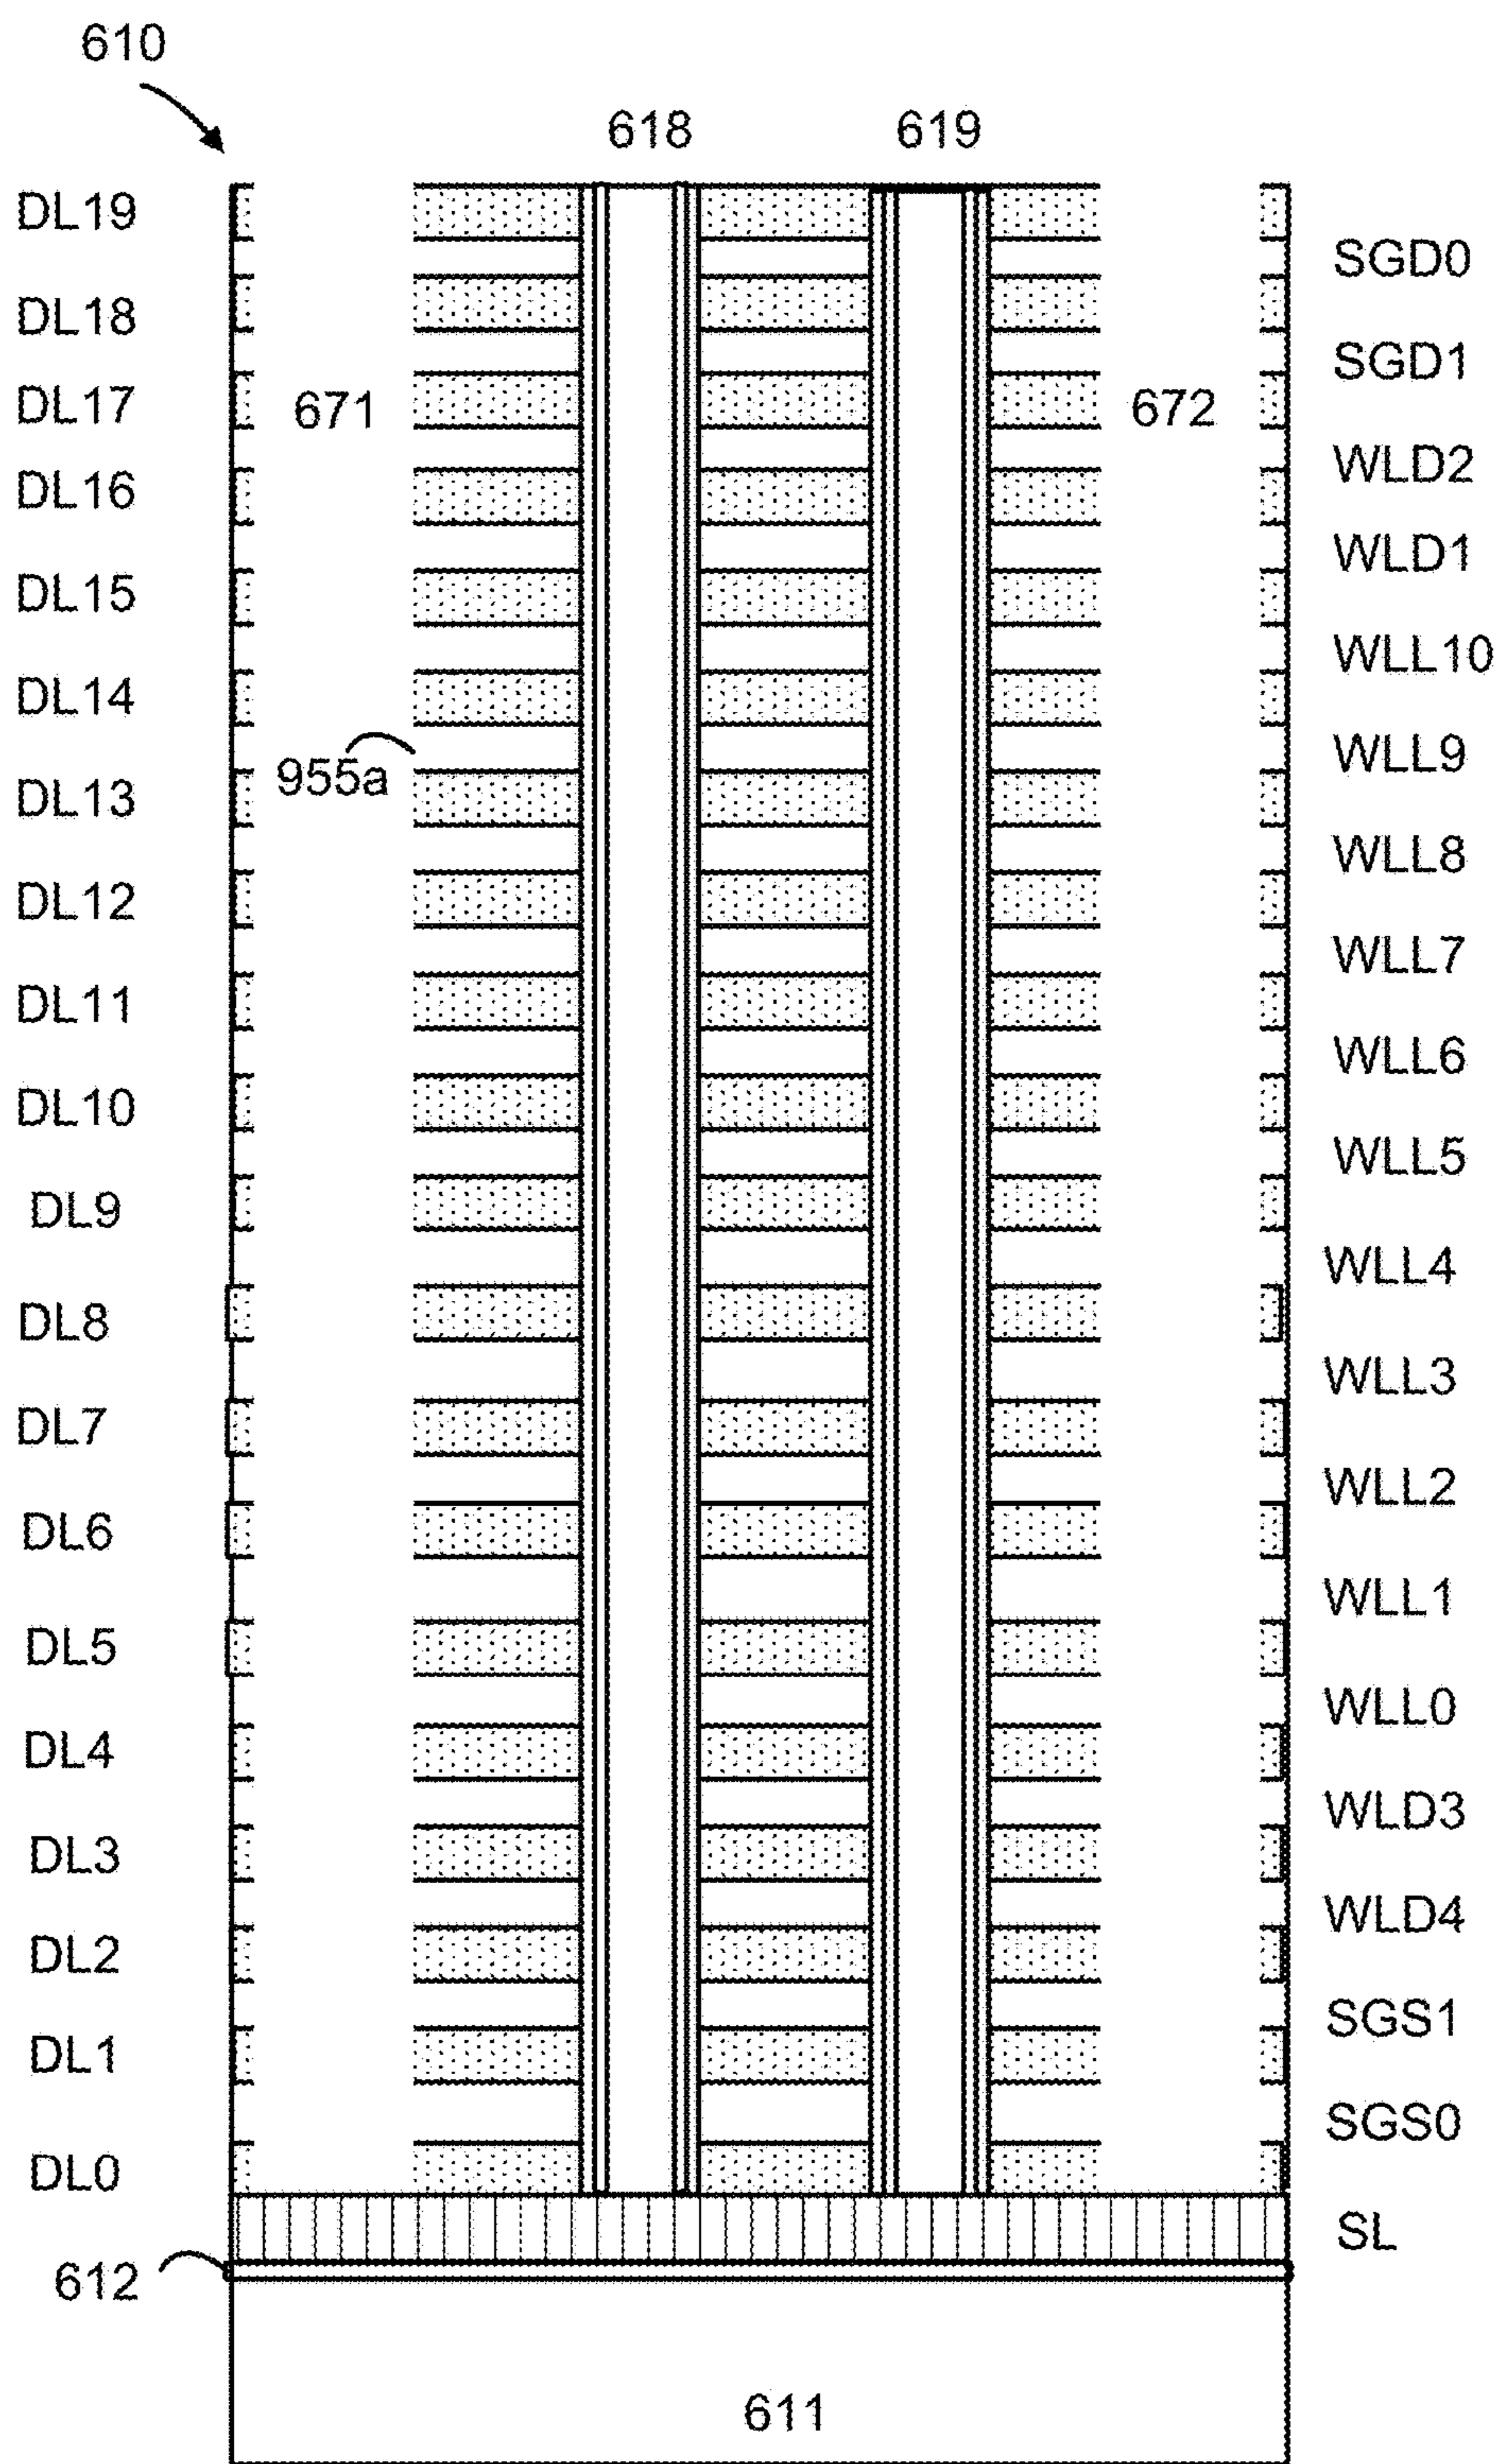 610
618 619
DL19
SGD0
DL18
SGD1
DL17 671 672
WLD2
DL16
WLD1
DL15
WLL10
DL14
WLL9
955a
DL13
WLL8
DL12
WLL7
DL11
WLL6
DL10
WLL5
DL9
WLL4
DL8
WLL3
DL7
WLL2
DL6
WLL1
DL5
WLL0
DL4
WLD3
DL3
WLD4
DL2
SGS1
DL1
SGS0
DL0
SL
612
611